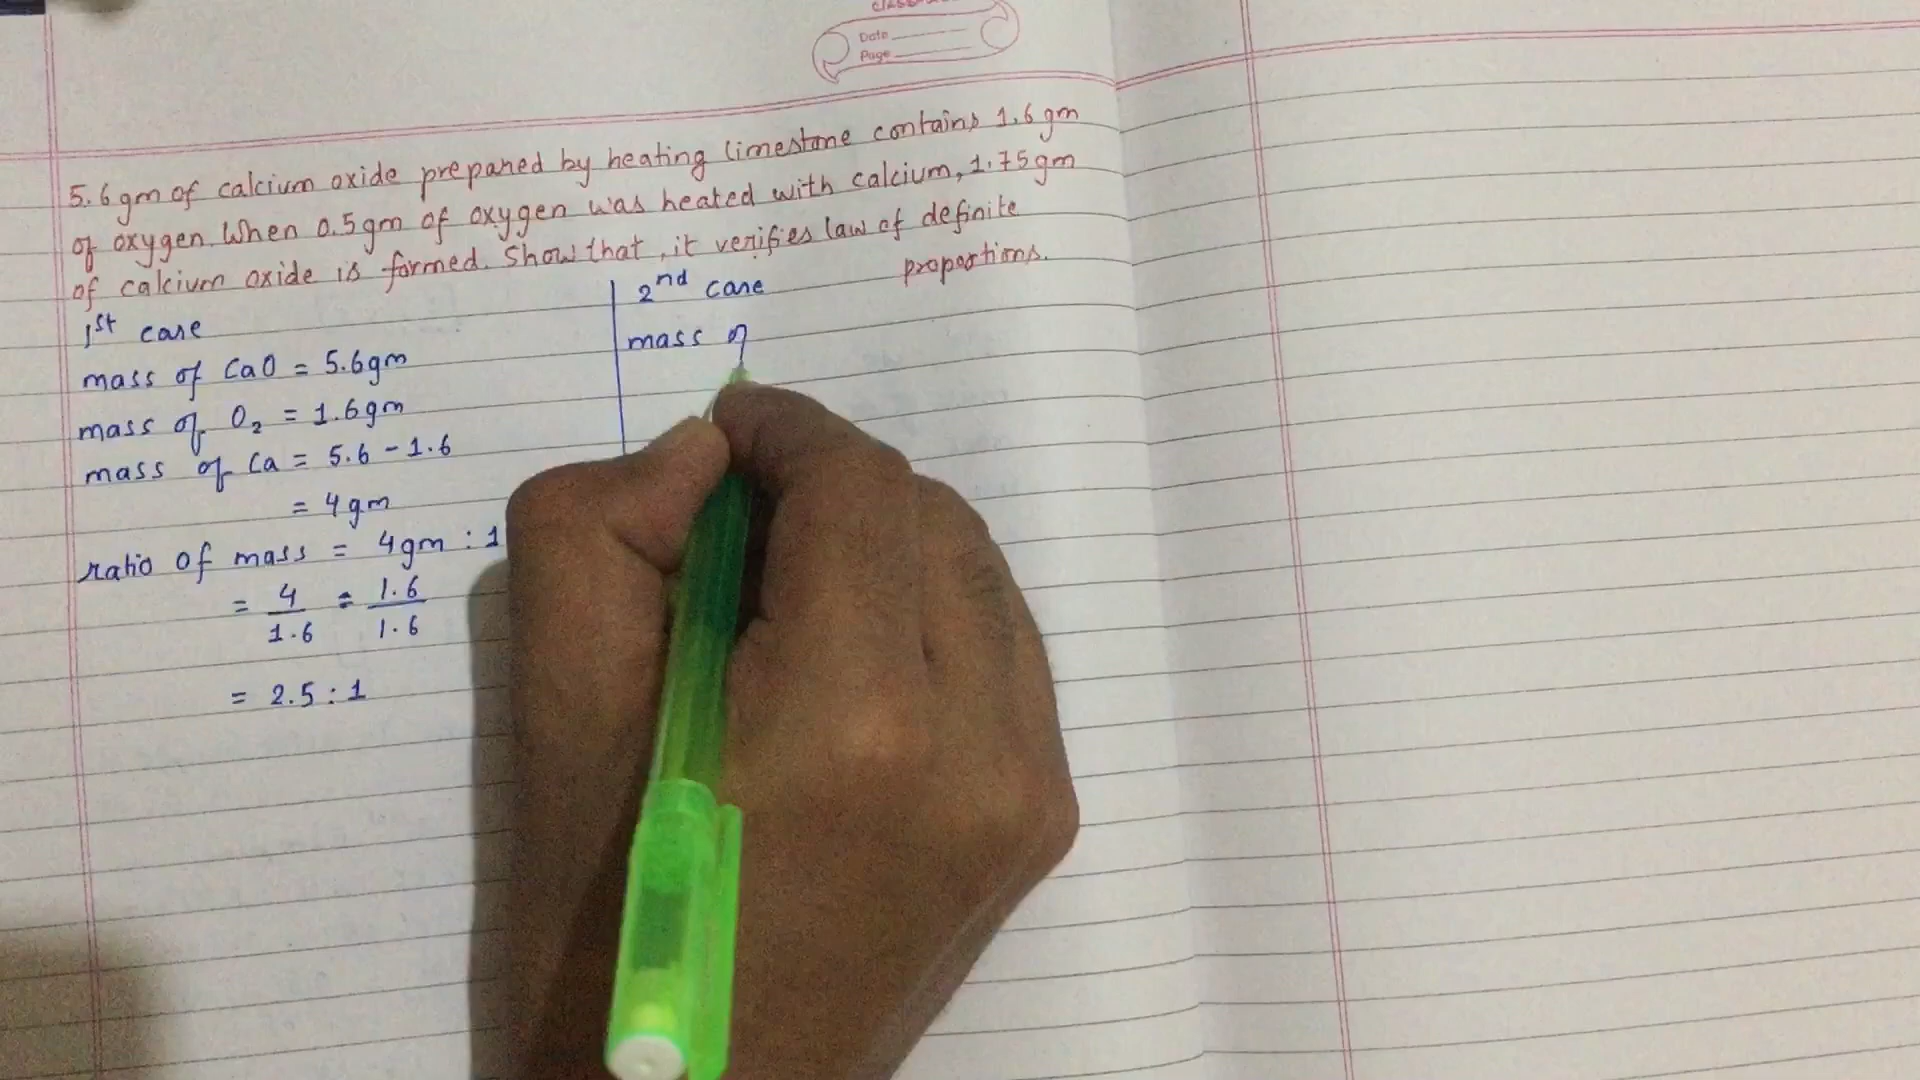 Date
Page
5.6 gm of calcium oxide prepared by heating limestone contains 1.6 gm
of oxygen. When 0.5 gm of oxygen was heated with calcium, 1.75 gm
of calcium oxide is formed. Show that, it verifies law of definite
proportions.
1st case
mass of CaO = 5.6gm
mass of O2 = 1.6gm
mass of Ca = 5.6 - 1.6
= 4 gm
ratio of mass = 4gm : 1
= 4/1.6 = 1.6/1.6
= 2.5 : 1
2nd case
mass of